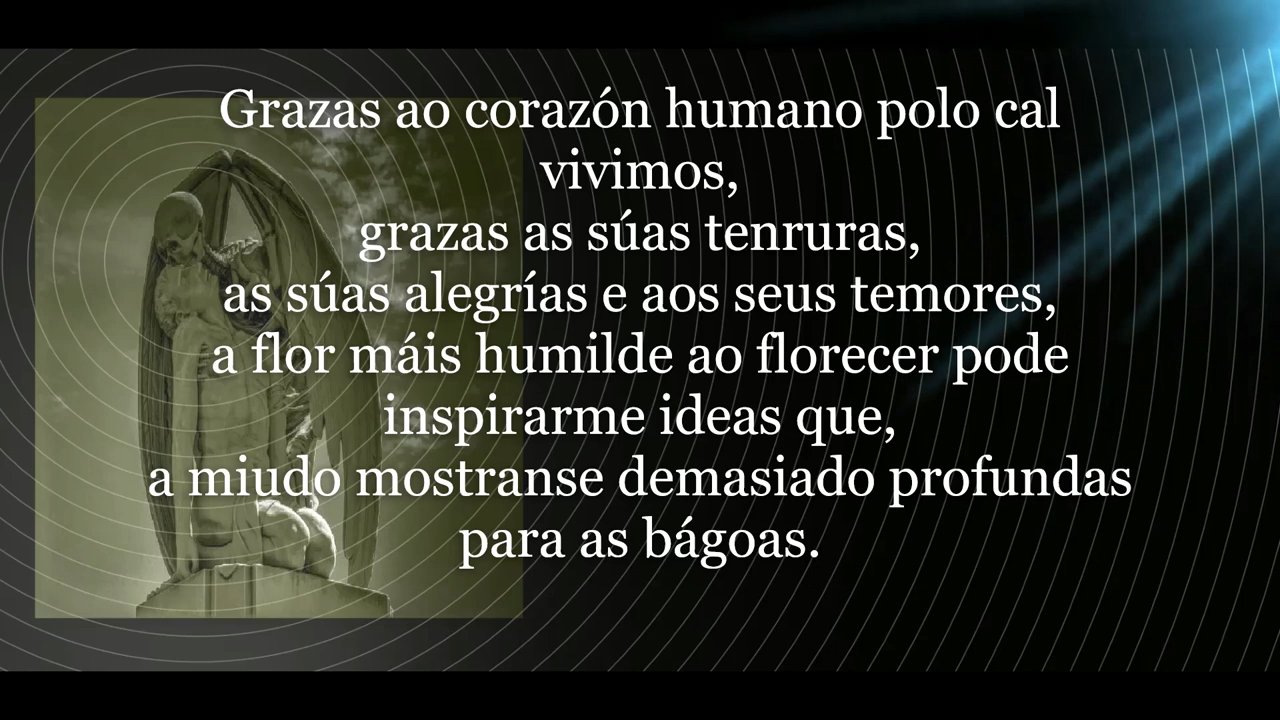 Grazas ao corazón humano polo cal
vivimos,
grazas as súas tenruras,
as súas alegrías e aos seus temores,
a flor máis humilde ao florecer pode
inspirarme ideas que,
a miudo mostranse demasiado profundas
para as bágoas.